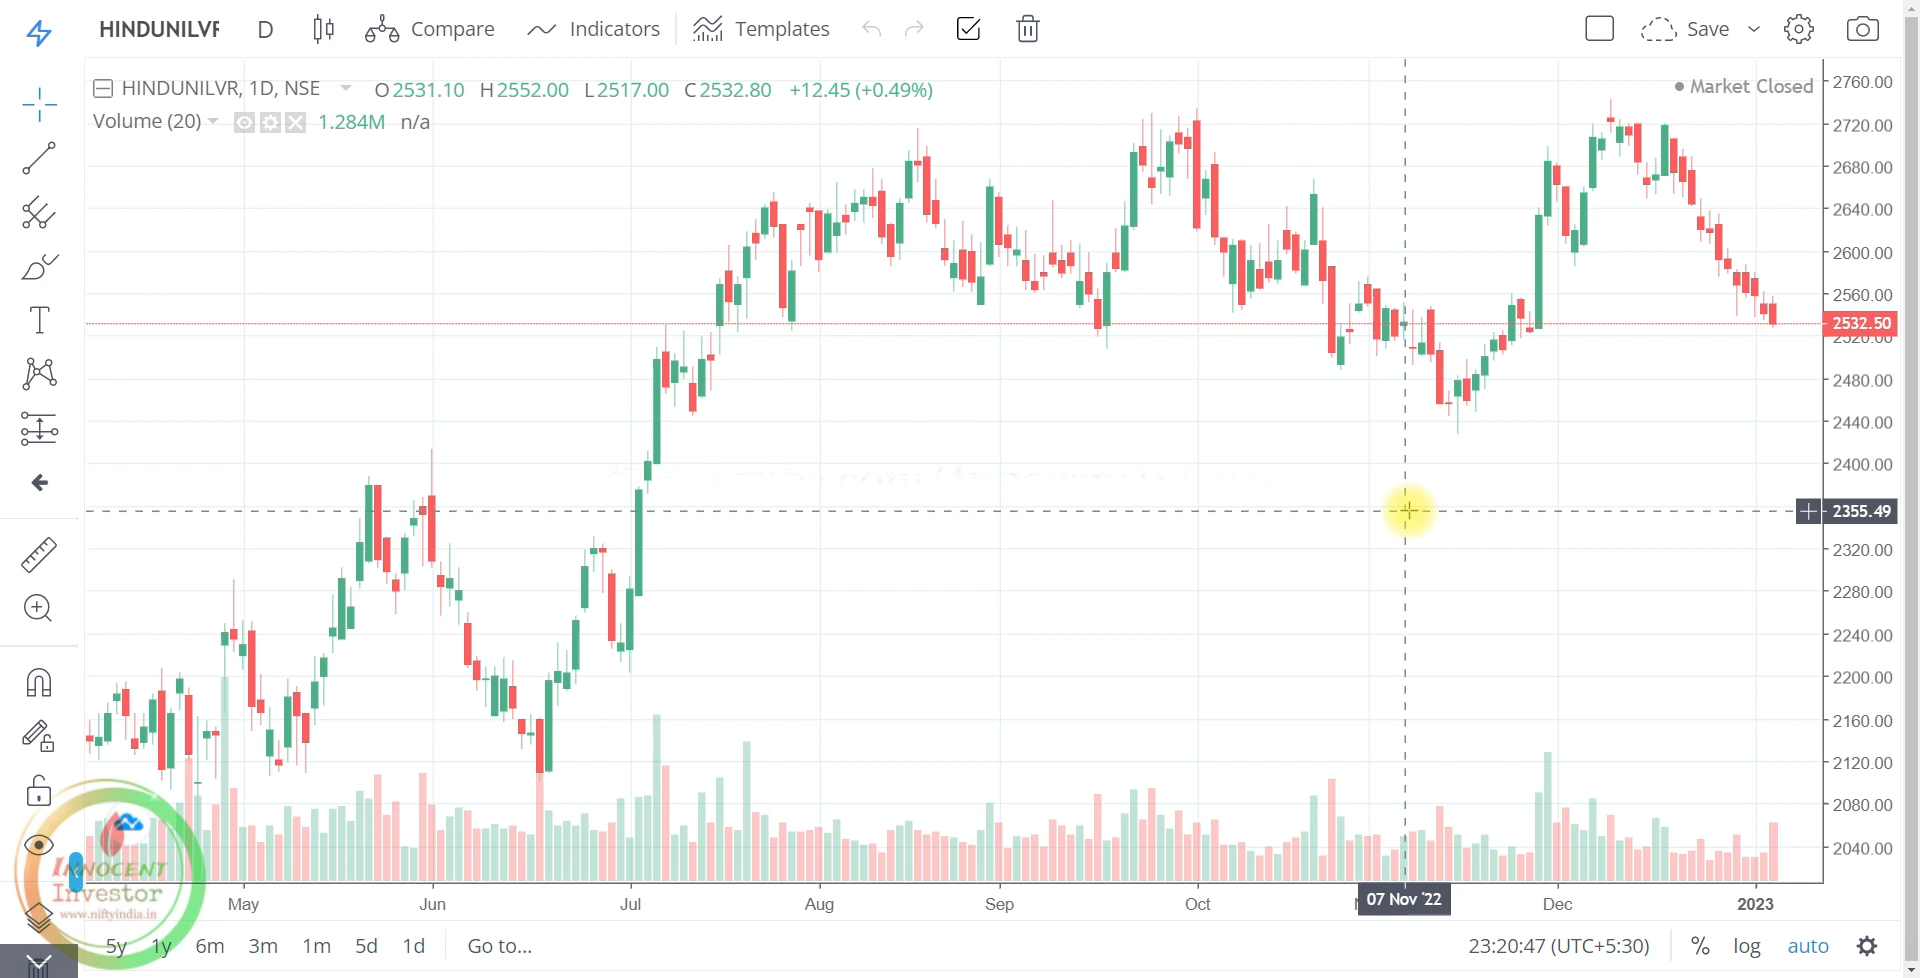 HINDUNILVR D Compare Indicators Templates Save
HINDUNILVR, 1D, NSE O2531.10 H2552.00 L2517.00 C2532.80 +12.45 (+0.49%)
Market Closed
Volume (20) 1.284M n/a
2760.00
2720.00
2680.00
2640.00
2600.00
2560.00
2532.50
2520.00
2480.00
2440.00
2400.00
2355.49
2320.00
2280.00
2240.00
2200.00
2160.00
2120.00
2080.00
2040.00
INNOCENT
Investor
www.niftyindia.in
May Jun Jul Aug Sep Oct 07 Nov '22 Dec 2023
5y 1y 6m 3m 1m 5d 1d Go to... 23:20:47 (UTC+5:30) % log auto